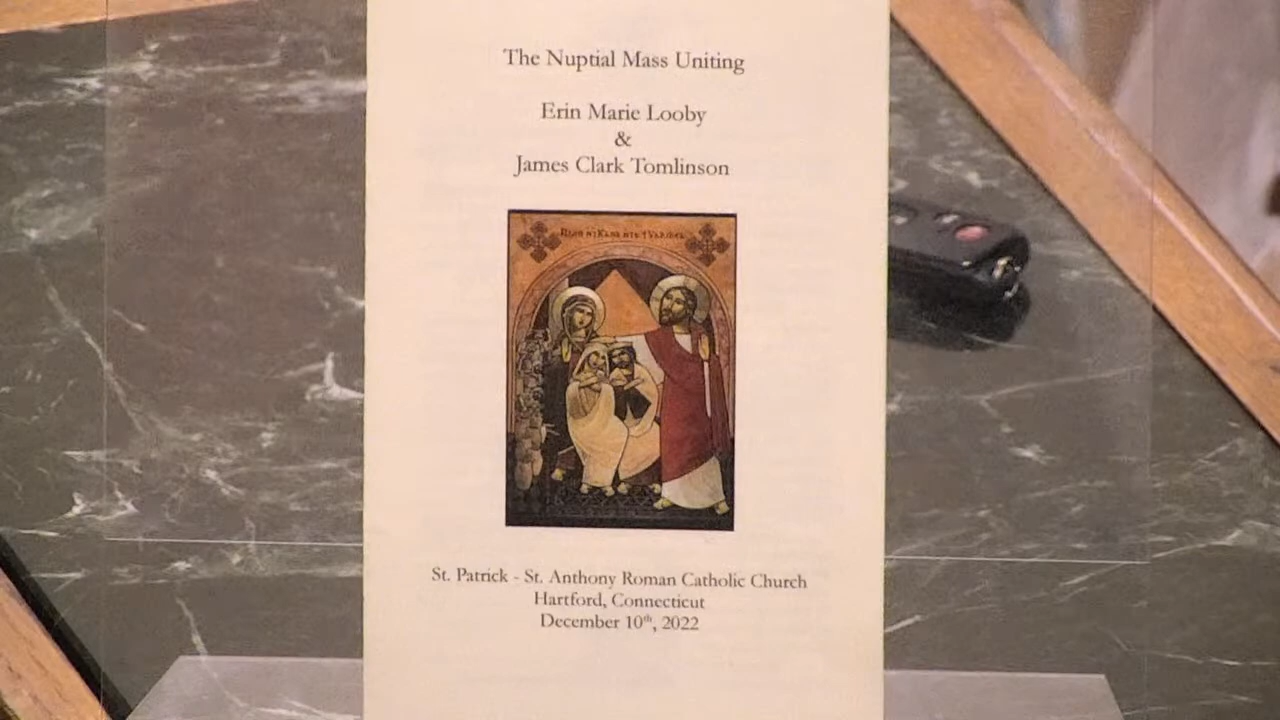 The Nuptial Mass Uniting
Erin Marie Looby
&
James Clark Tomlinson
St. Patrick - St. Anthony Roman Catholic Church
Hartford, Connecticut
December 10th, 2022